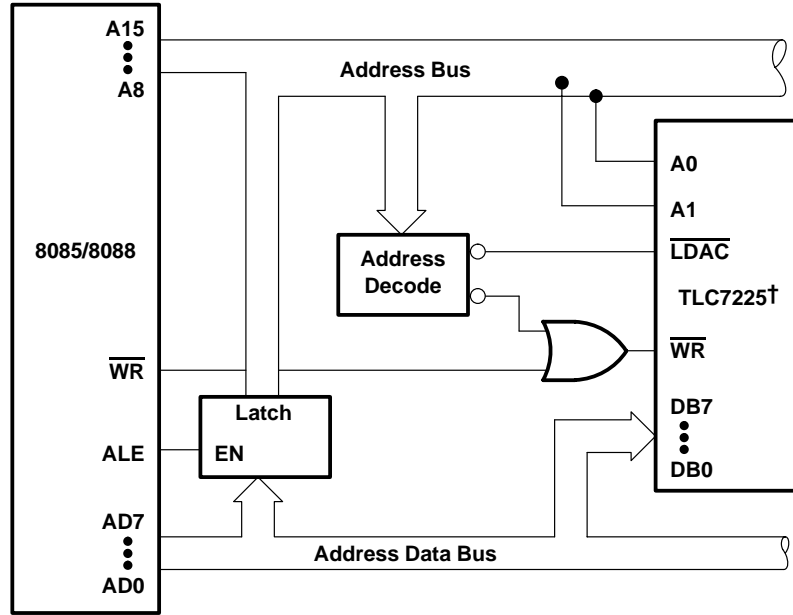 A15
A8
Address Bus
A0
A1
8085/8088
Address
Decode
LDAC
TLC7225†
WR
WR
Latch
DB7
ALE
EN
DB0
AD7
Address Data Bus
AD0